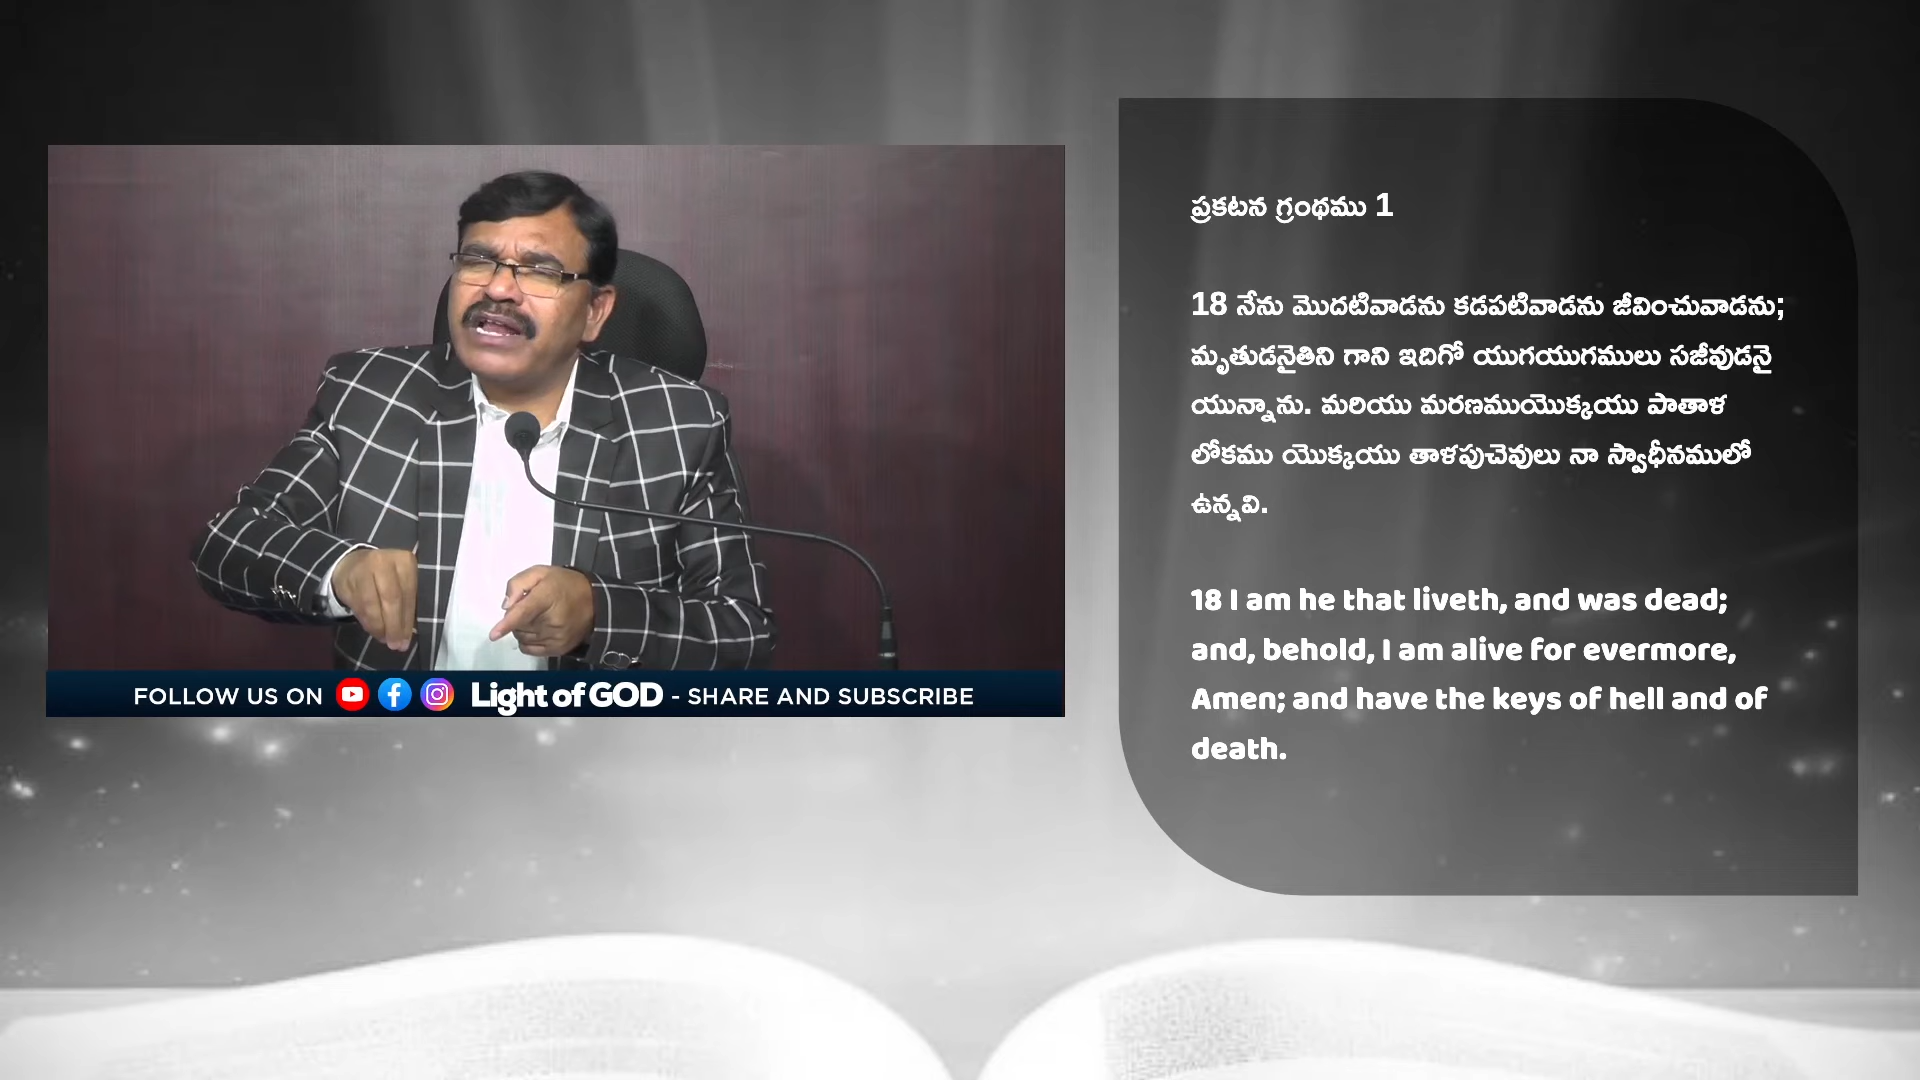 FOLLOW US ON Light of GOD - SHARE AND SUBSCRIBE
ప్రకటన గ్రంథము 1
18 నేను మొదటివాడను కడపటివాడను జీవించువాడను;
మృతుడనైతిని గాని ఇదిగో యుగయుగములు సజీవుడనై
యున్నాను. మరియు మరణముయొక్కయు పాతాళ
లోకము యొక్కయు తాళపుచెవులు నా స్వాధీనములో
ఉన్నవి.
18 I am he that liveth, and was dead;
and, behold, I am alive for evermore,
Amen; and have the keys of hell and of
death.